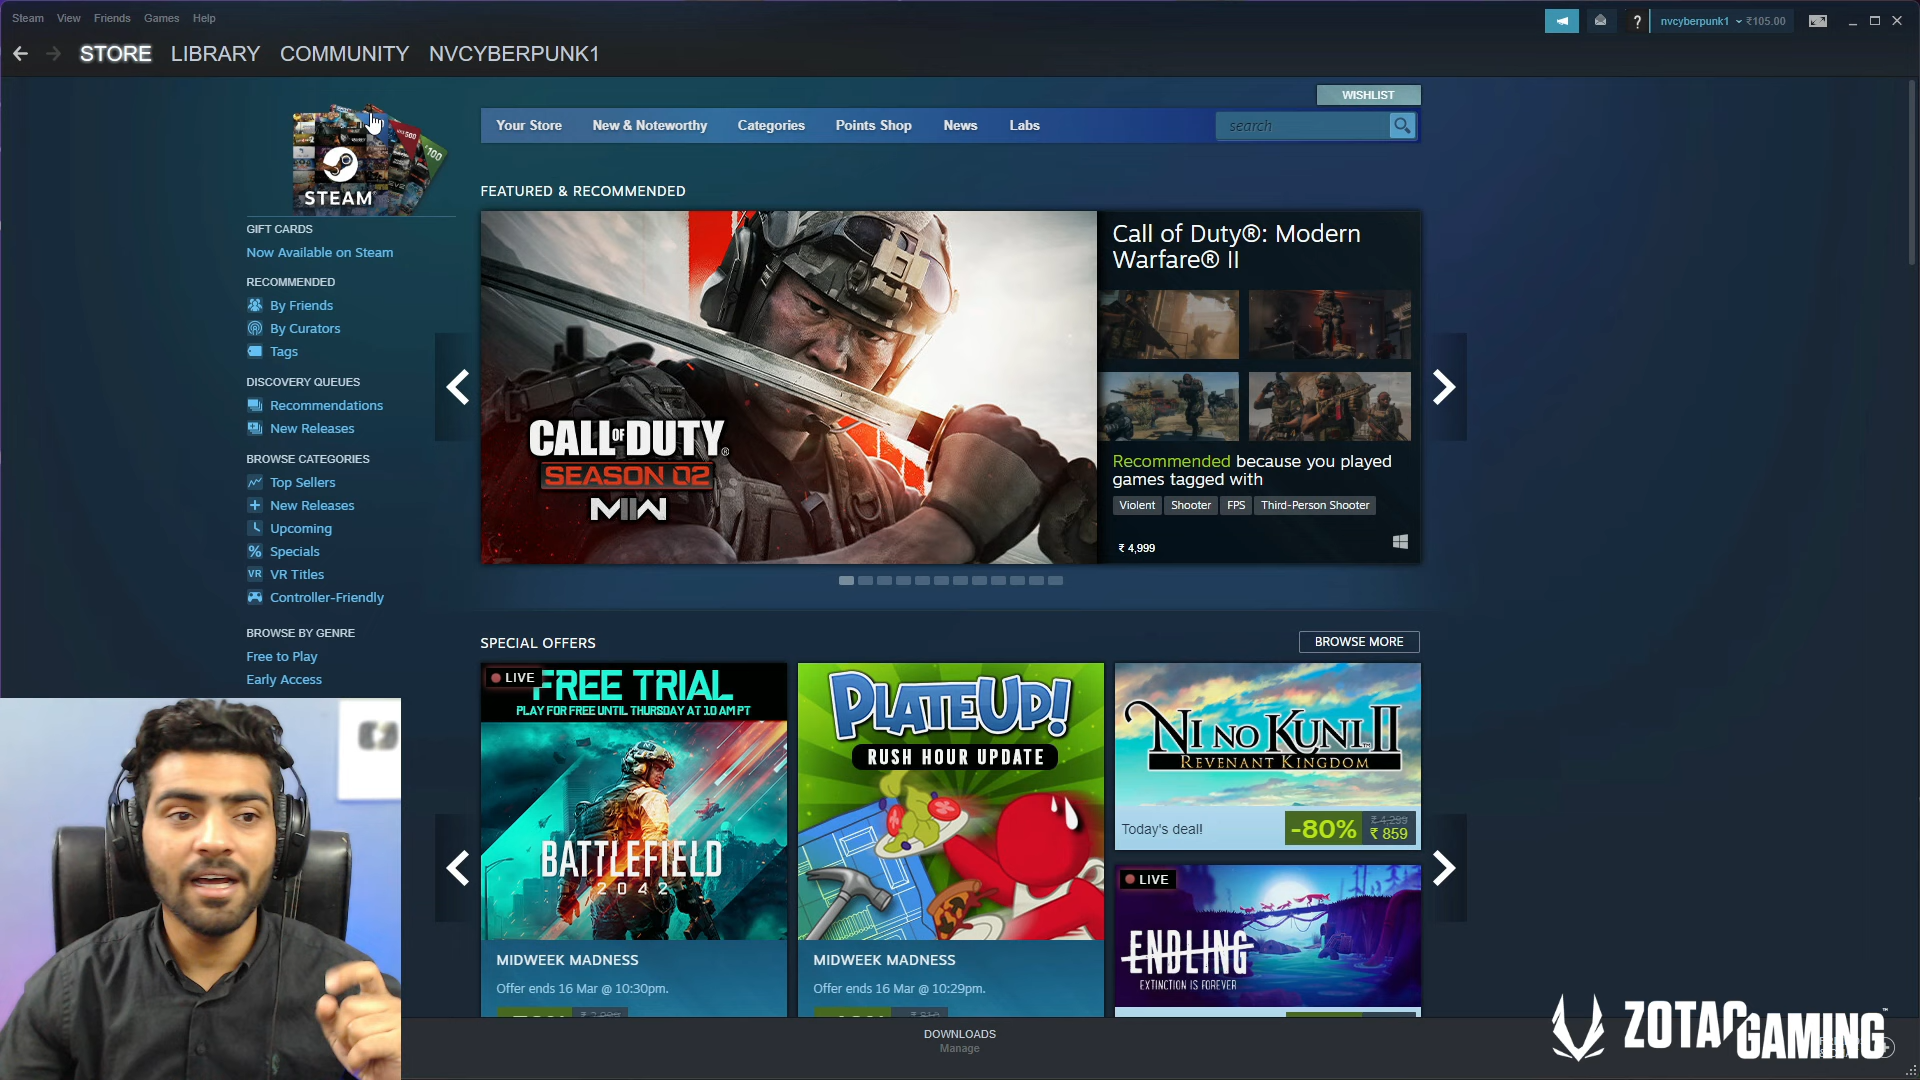 Steam View Friends Games Help
nvcyberpunk1 ₹105.00
STORE LIBRARY COMMUNITY NVCYBERPUNK1
WISHLIST
Your Store New & Noteworthy Categories Points Shop News Labs search
STEAM
500
100
GIFT CARDS
Now Available on Steam
RECOMMENDED
By Friends
By Curators
Tags
DISCOVERY QUEUES
Recommendations
New Releases
BROWSE CATEGORIES
Top Sellers
New Releases
Upcoming
Specials
VR VR Titles
Controller-Friendly
BROWSE BY GENRE
Free to Play
Early Access
FEATURED & RECOMMENDED
CALL OF DUTY®
SEASON 02
MWII
Call of Duty®: Modern
Warfare® II
Recommended because you played
games tagged with
Violent Shooter FPS Third-Person Shooter
₹ 4,999
SPECIAL OFFERS
BROWSE MORE
LIVE
FREE TRIAL
PLAY FOR FREE UNTIL THURSDAY AT 10 AM PT
BATTLEFIELD
2042
MIDWEEK MADNESS
Offer ends 16 Mar @ 10:30pm.
PLATEUP!
RUSH HOUR UPDATE
MIDWEEK MADNESS
Offer ends 16 Mar @ 10:29pm.
NI NO KUNI II
REVENANT KINGDOM
Today's deal!
-80%
₹ 4,299
₹ 859
LIVE
ENDLING
EXTINCTION IS FOREVER
DOWNLOADS
Manage
ZOTAC GAMING™